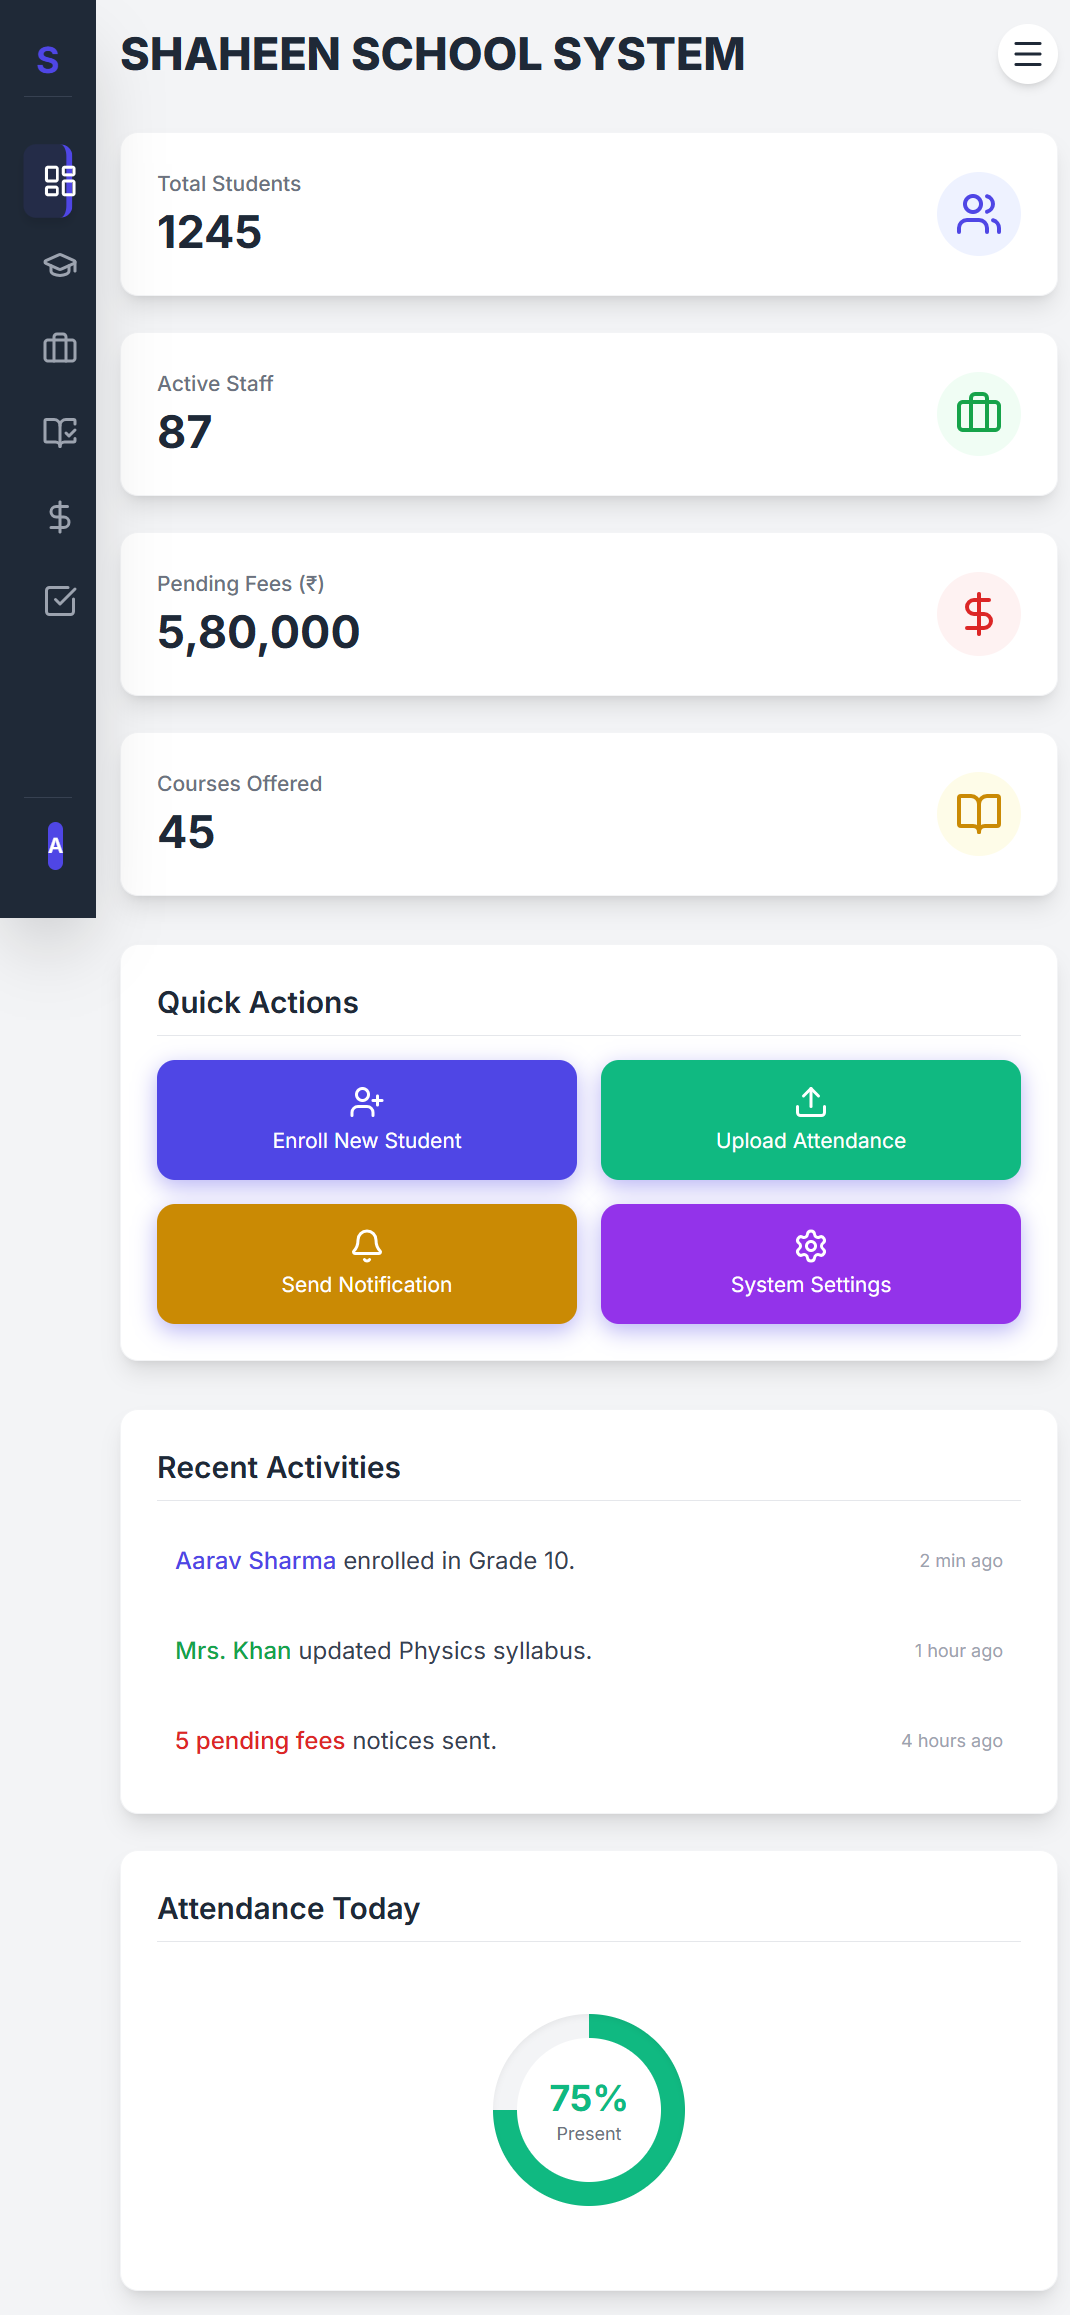 S
SHAHEEN SCHOOL SYSTEM
Total Students
1245
Active Staff
87
Pending Fees (₹)
5,80,000
Courses Offered
45
A
Quick Actions
Enroll New Student
Upload Attendance
Send Notification
System Settings
Recent Activities
Aarav Sharma enrolled in Grade 10.
2 min ago
Mrs. Khan updated Physics syllabus.
1 hour ago
5 pending fees notices sent.
4 hours ago
Attendance Today
75%
Present